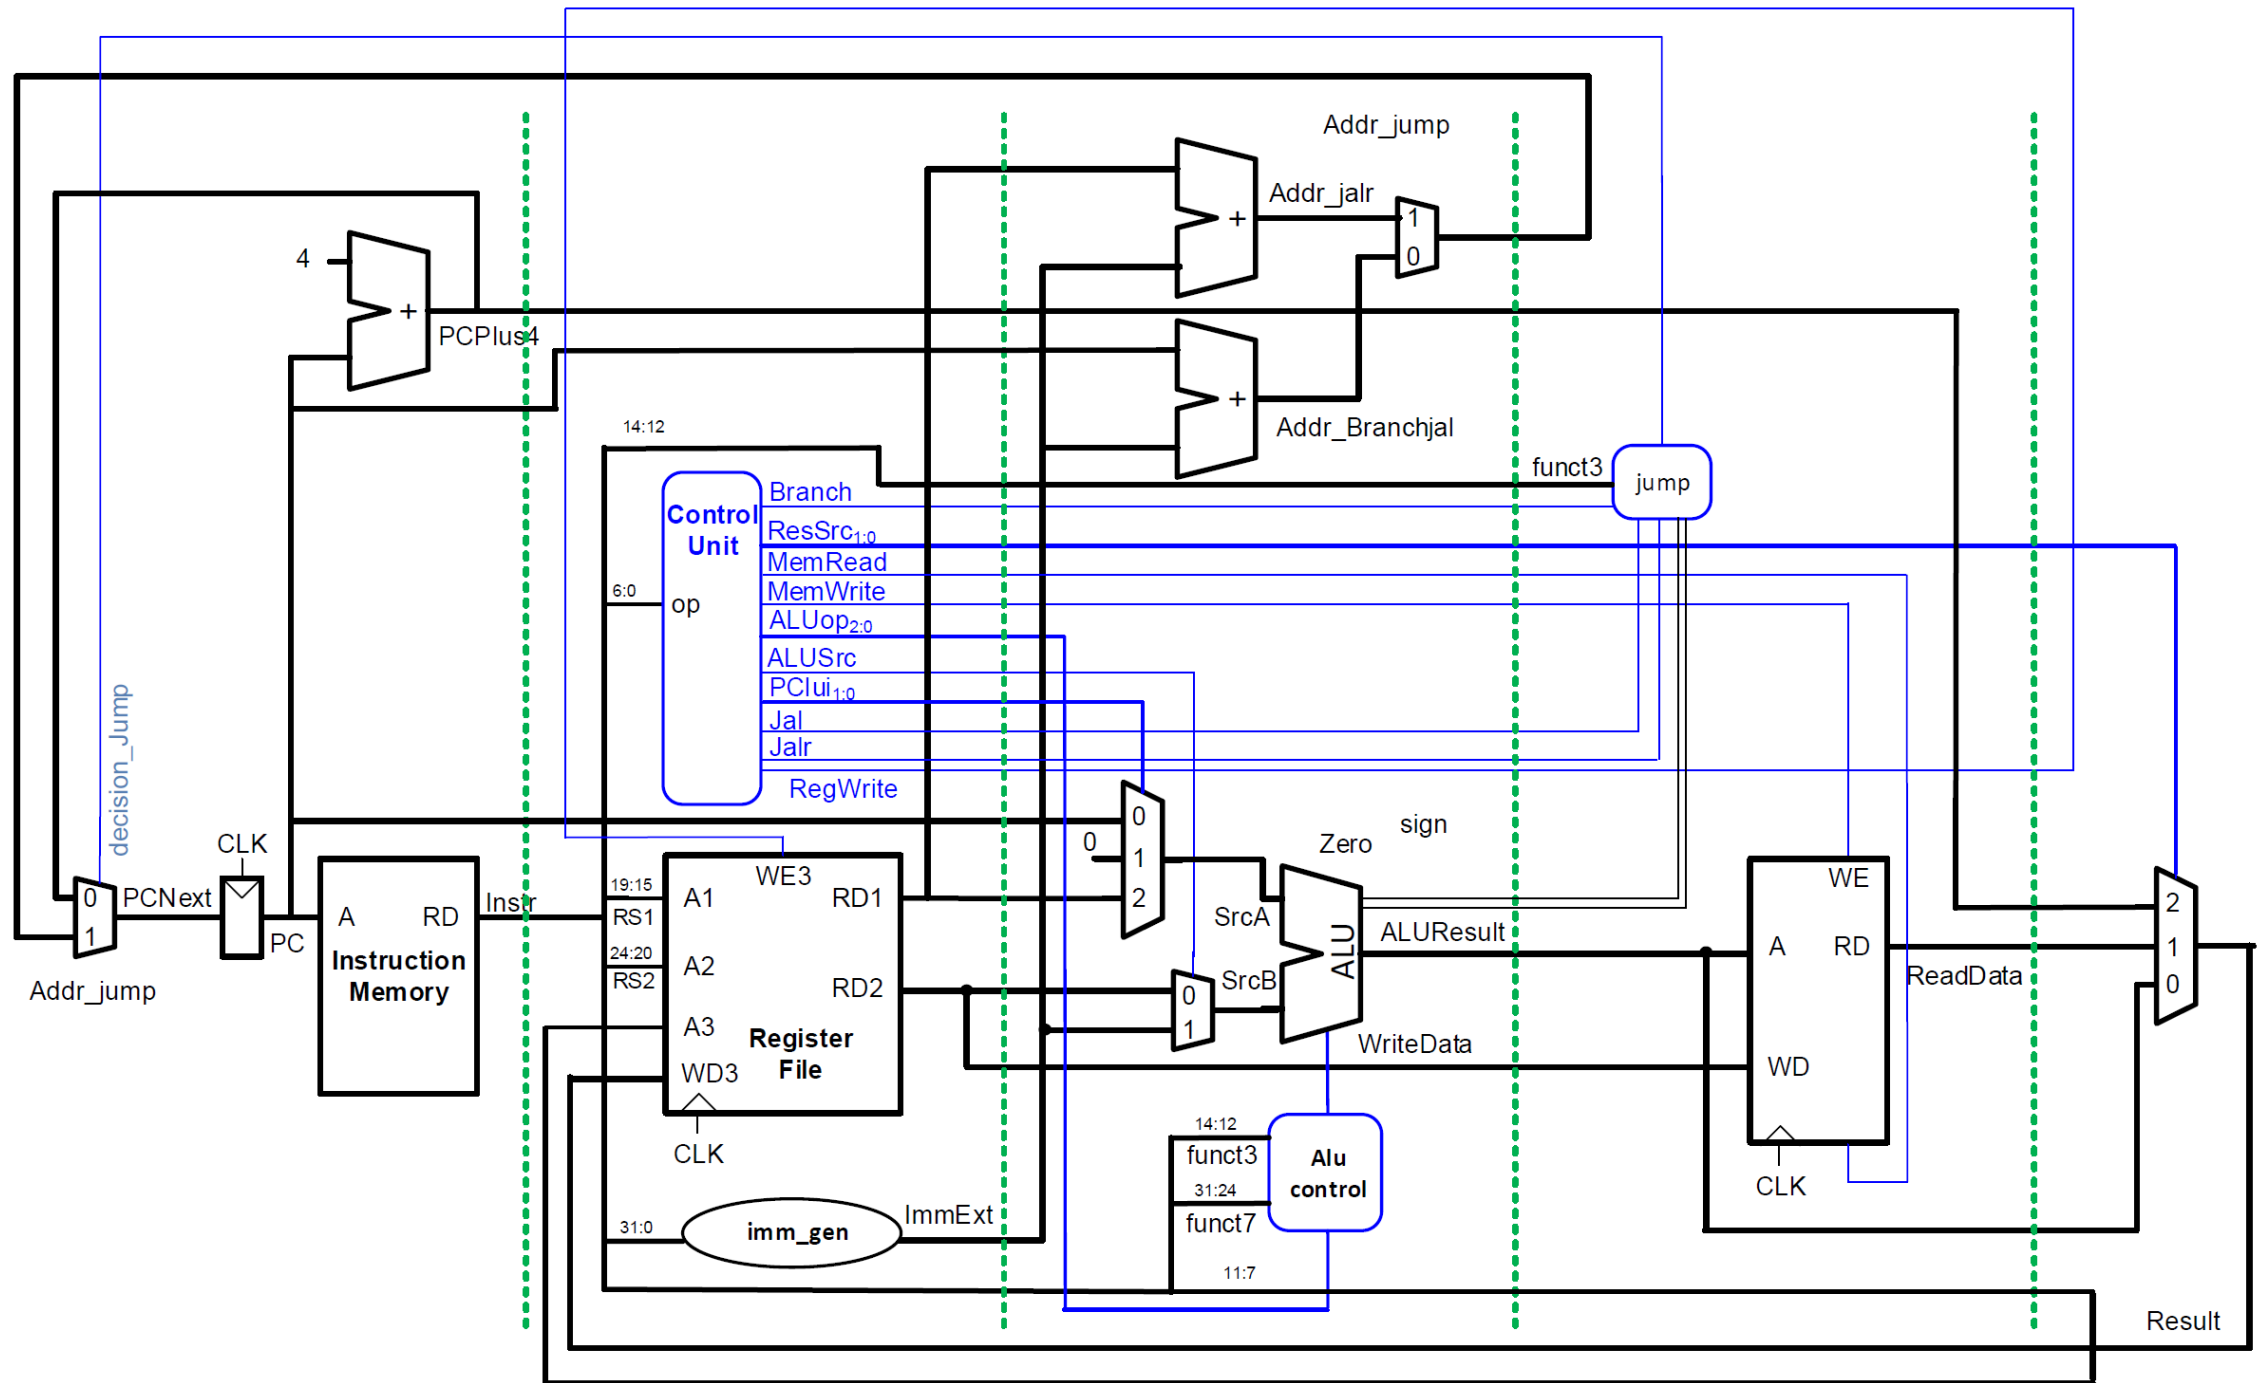 Addr_jump
Addr_jalr
1
0
4
+
PCPlus4
+
+
Addr_Branchjal
14:12
funct3
jump
Control
Unit
op
6:0
Branch
ResSrc1:0
MemRead
MemWrite
ALUop2:0
ALUSrc
PClui1:0
Jal
Jalr
RegWrite
decision_Jump
CLK
0
1
PCNext
Addr_jump
PC
A
RD
Instruction
Memory
Instr
19:15
RS1
24:20
RS2
A1
A2
A3
WD3
WE3
RD1
RD2
Register
File
CLK
31:0
imm_gen
ImmExt
0
0
1
2
0
1
SrcA
SrcB
Zero
sign
ALU
ALUResult
WriteData
14:12
funct3
31:24
funct7
Alu
control
11:7
WE
A
RD
WD
CLK
ReadData
2
1
0
Result